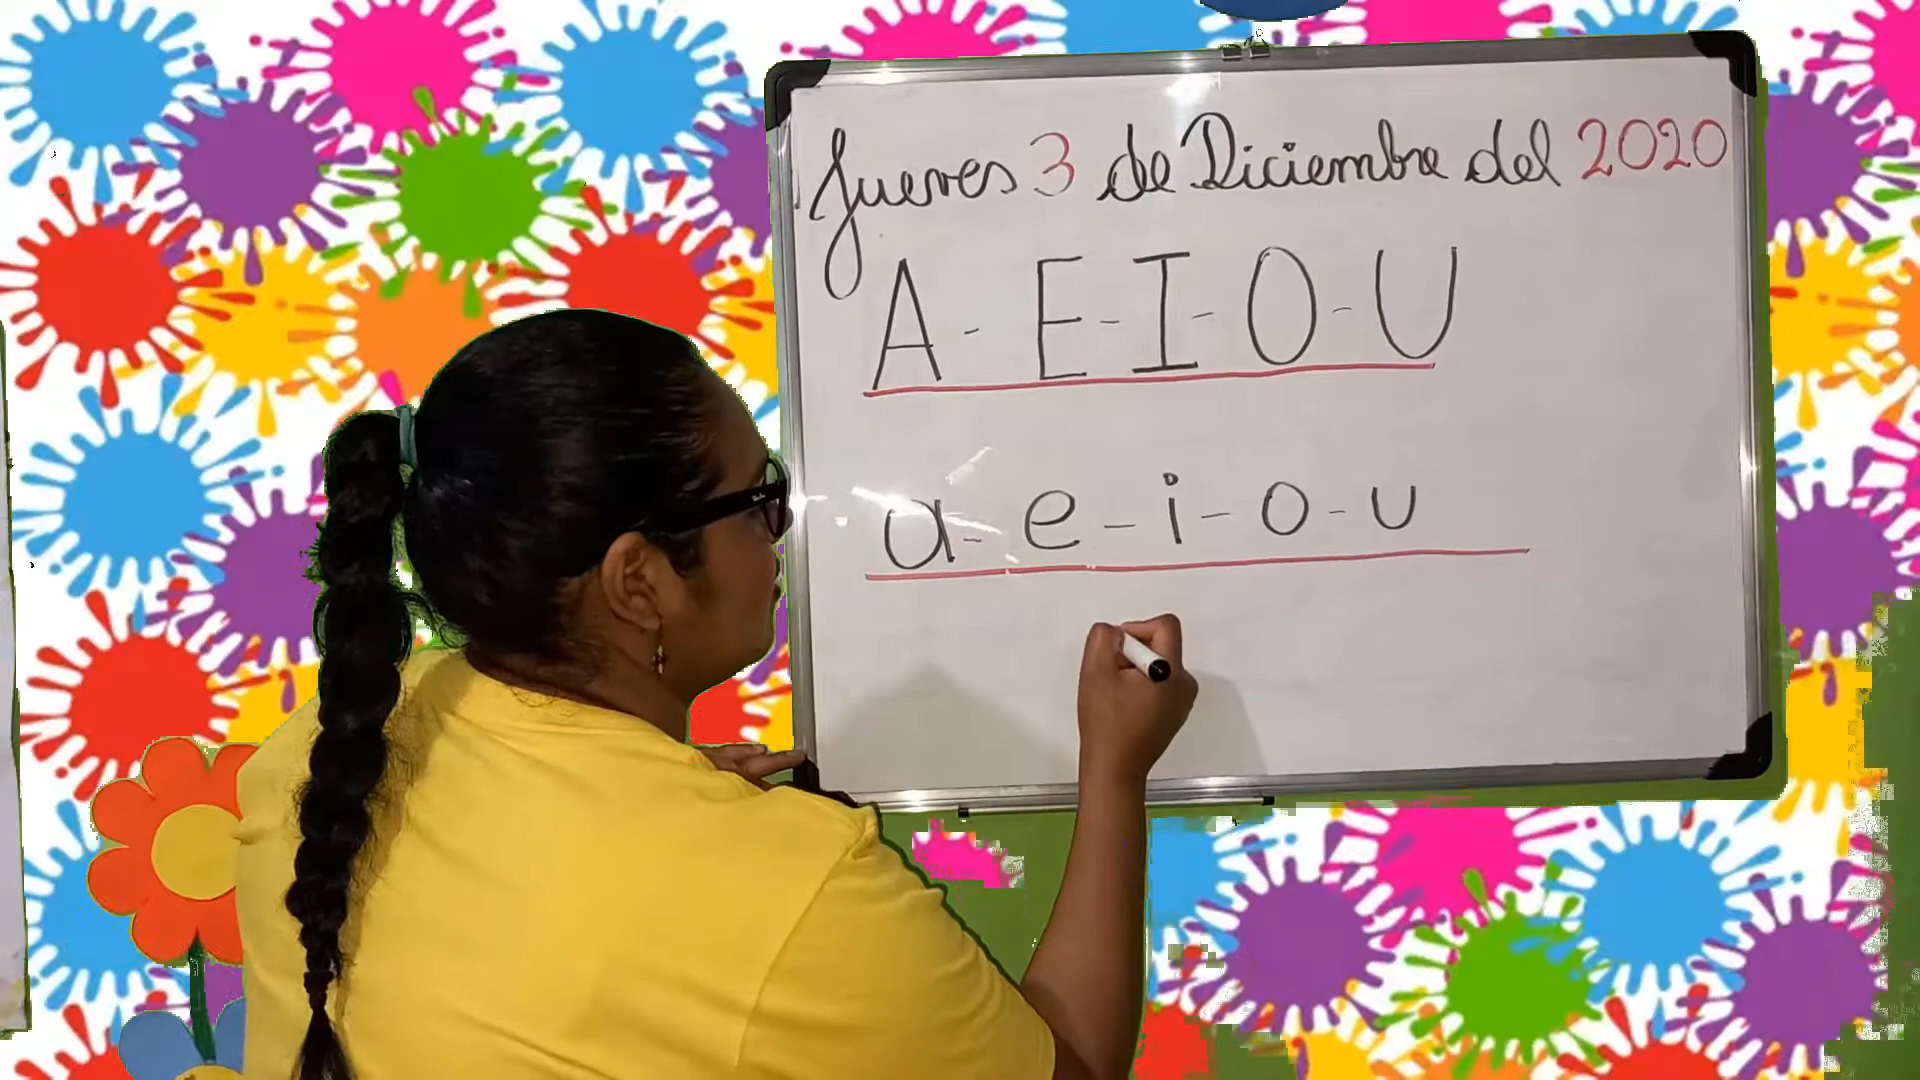 Jueves 3 de Diciembre del 2020
A - E - I - O - U
a - e - i - o - u